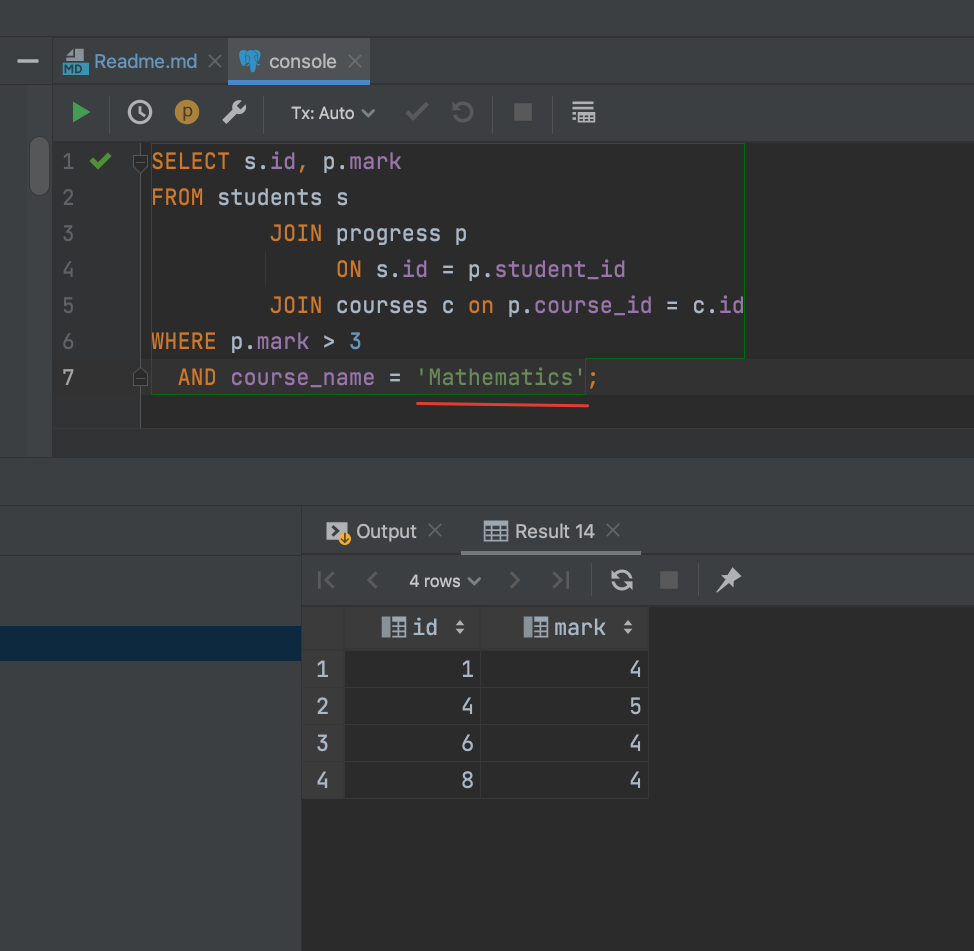 MD Readme.md console
p Tx: Auto
1 SELECT s.id, p.mark
2 FROM students s
3 JOIN progress p
4 ON s.id = p.student_id
5 JOIN courses c on p.course_id = c.id
6 WHERE p.mark > 3
7 AND course_name = 'Mathematics';
Output Result 14
4 rows
id mark
1 1 4
2 4 5
3 6 4
4 8 4